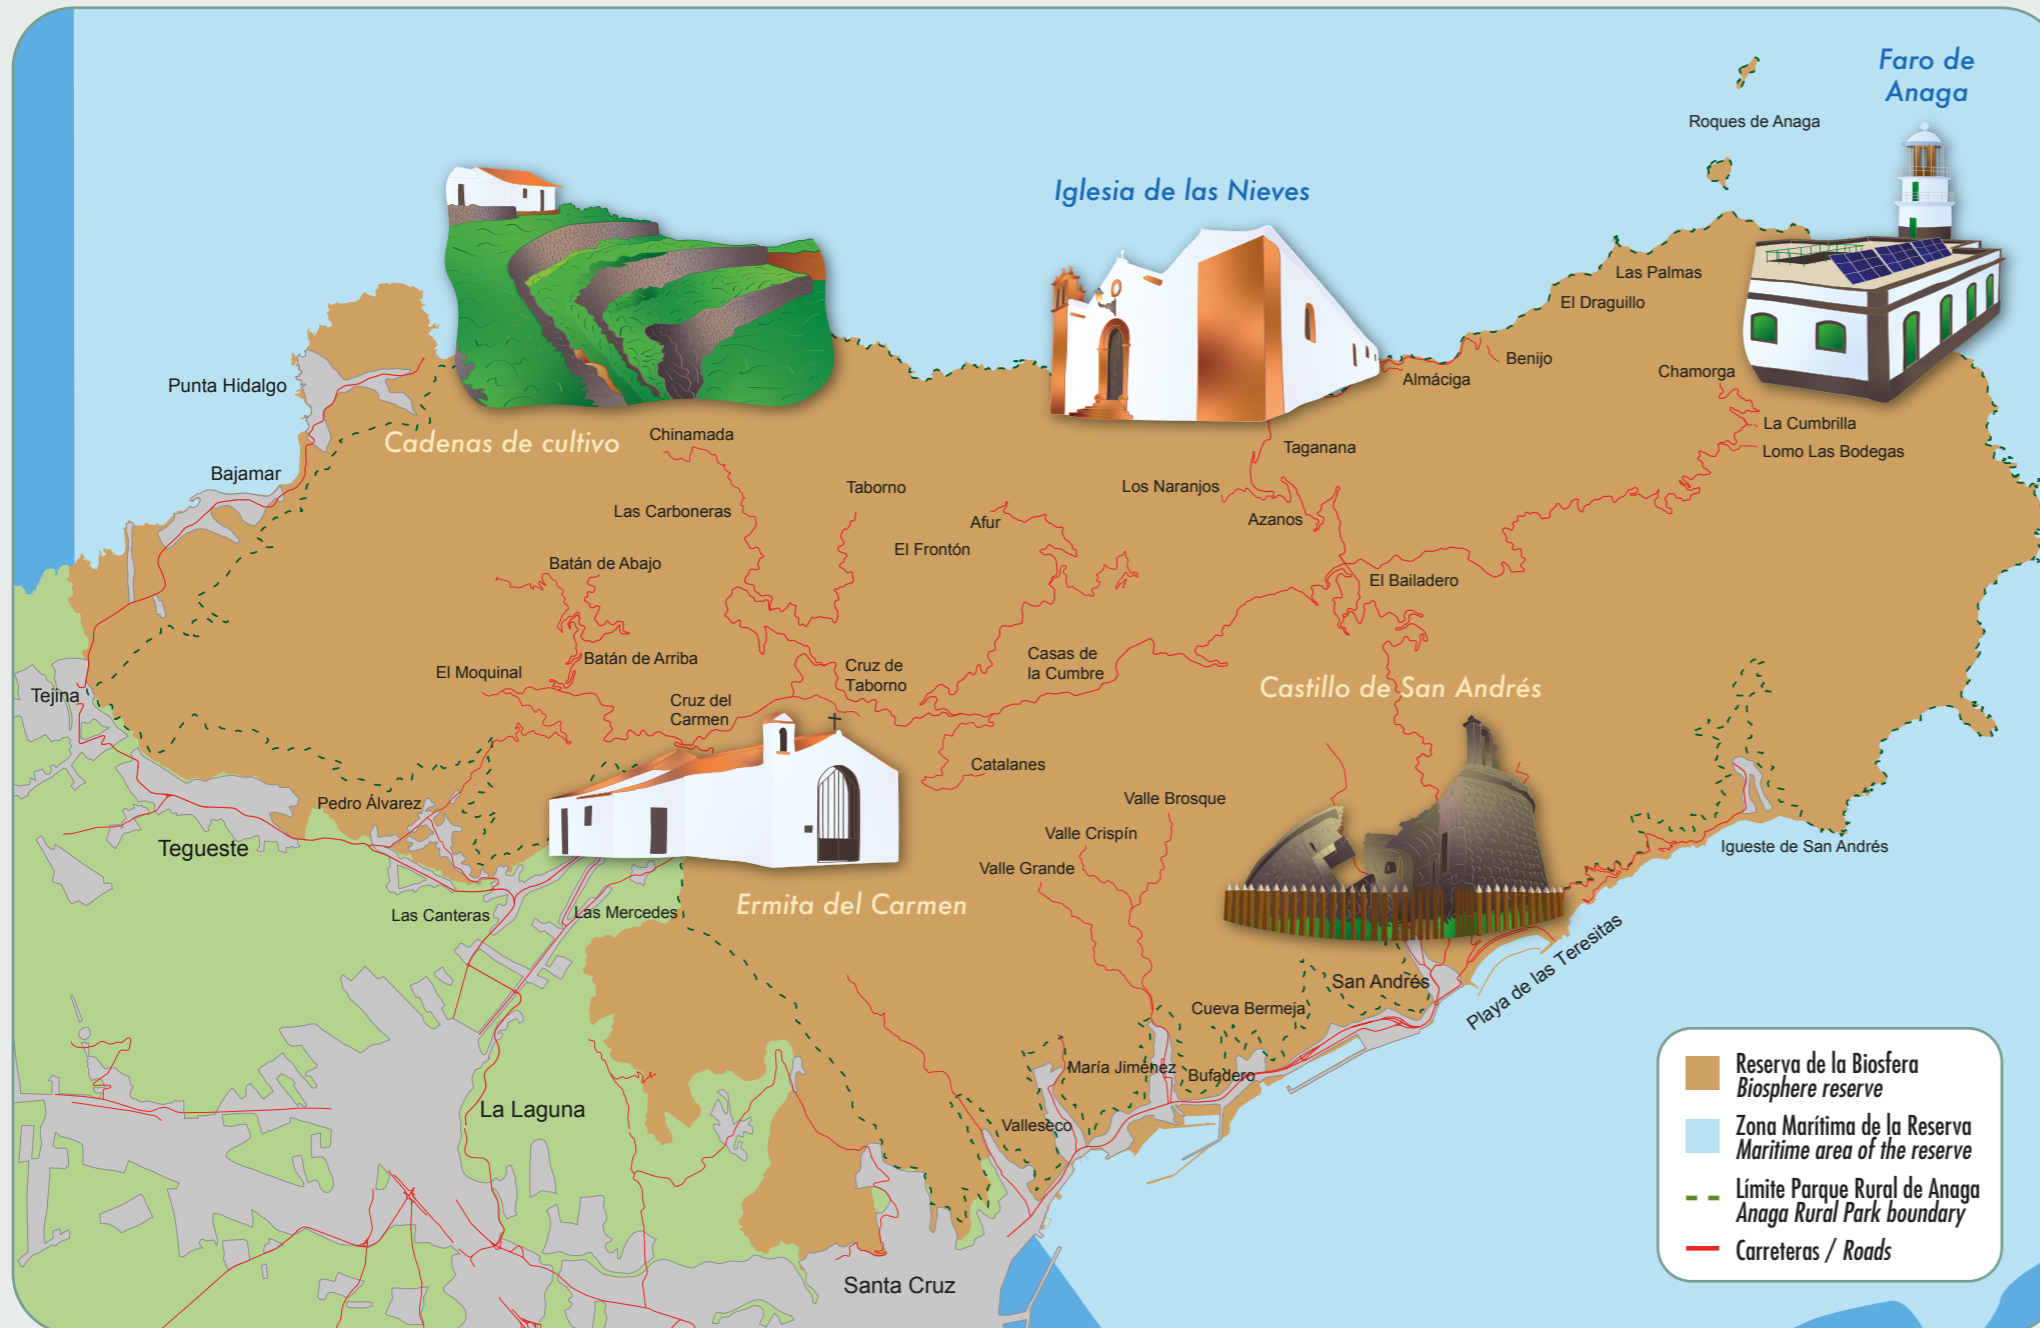 Faro de
Anaga
Roques de Anaga
Iglesia de las Nieves
Las Palmas
El Draguillo
Benijo
Almáciga
Chamorga
La Cumbrilla
Lomo Las Bodegas
Punta Hidalgo
Cadenas de cultivo
Chinamada
Taganana
Bajamar
Taborno
Los Naranjos
Las Carboneras
Afur
Azanos
El Frontón
Batán de Abajo
El Bailadero
Batán de Arriba
El Moquinal
Cruz de
Taborno
Casas de
la Cumbre
Castillo de San Andrés
Tejina
Cruz del
Carmen
Catalanes
Pedro Álvarez
Valle Brosque
Valle Crispín
Tegueste
Igueste de San Andrés
Valle Grande
Ermita del Carmen
Las Canteras
Las Mercedes
Playa de las Teresitas
San Andrés
Cueva Bermeja
María Jiménez
Bufadero
La Laguna
Valleseco
Santa Cruz
Reserva de la Biosfera
Biosphere reserve
Zona Marítima de la Reserva
Maritime area of the reserve
Límite Parque Rural de Anaga
Anaga Rural Park boundary
Carreteras / Roads